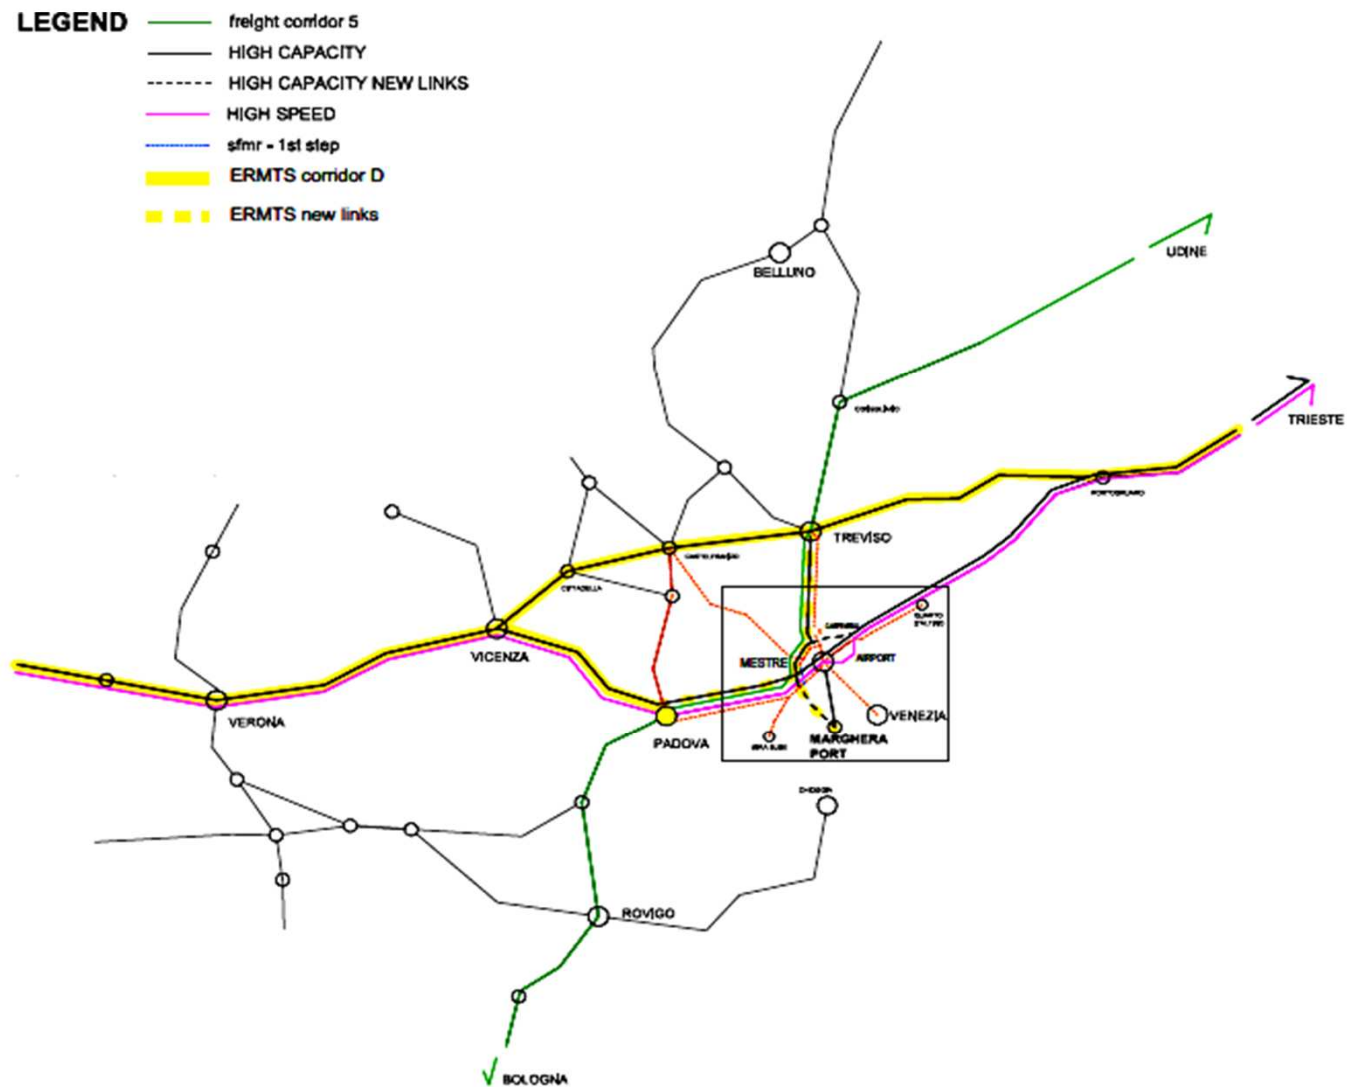 LEGEND
freight corridor 5
HIGH CAPACITY
HIGH CAPACITY NEW LINKS
HIGH SPEED
sfmr - 1st step
ERMTS corridor D
ERMTS new links
UDINE
BELLUNO
TRIESTE
TREVISO
CITTADELLA
VICENZA
MESTRE
AIRPORT
VERONA
VENEZIA
PADOVA
MARGHERA
PORT
ROVIGO
BOLOGNA